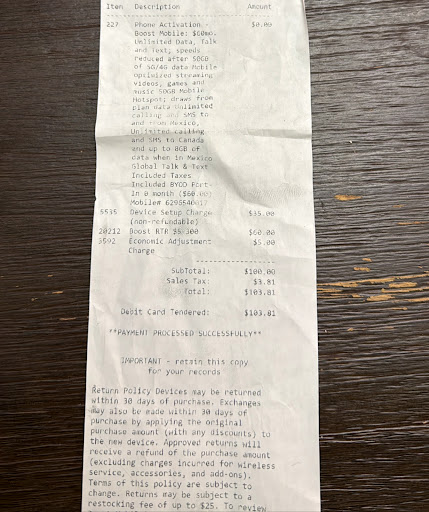 Item Description Amount
227 Phone Activation - $0.00
Boost Mobile: $60mo.
Unlimited Data, Talk
and Text; speeds
reduced after 50GB
of 5G/4G data Mobile
Optimized streaming
videos, games and
music 50GB Mobile
Hotspot; draws from
plan data Unlimited
calling and SMS to
and from Mexico,
Unlimited calling
and SMS to Canada
and up to 8GB of
data when in Mexico
Global Talk & Text
Included Taxes
Included BYOD Port-
In 0 month ($60.00)
Mobile#
5535 Device Setup Charge $35.00
(non-refundable)
20212 Boost RTR $5-300 $60.00
3592 Economic Adjustment $5.00
Charge
SubTotal: $100.00
Sales Tax: $3.81
Total: $103.81
Debit Card Tendered: $103.81
**PAYMENT PROCESSED SUCCESSFULLY**
IMPORTANT - retain this copy
for your records
Return Policy Devices may be returned
within 30 days of purchase. Exchanges
may also be made within 30 days of
purchase by applying the original
purchase amount (with any discounts) to
the new device. Approved returns will
receive a refund of the purchase amount
(excluding charges incurred for wireless
service, accessories, and add-ons).
Terms of this policy are subject to
change. Returns may be subject to a
restocking fee of up to $25. To review